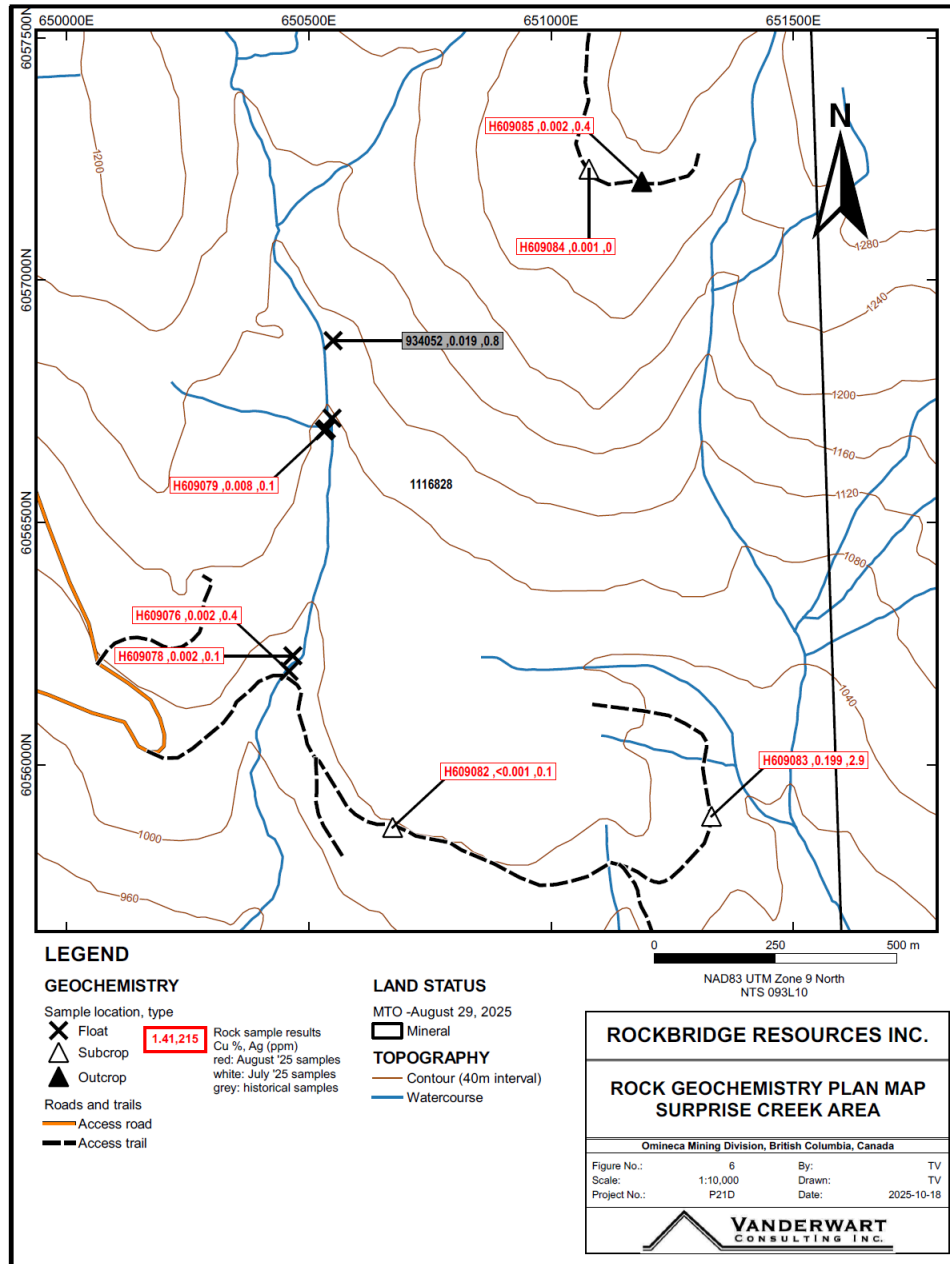 650000E
650500E
651000E
651500E
6057500N
6057000N
6056500N
6056000N
N
1200
H609085 ,0.002 ,0.4
H609084 ,0.001 ,0
1280
1240
934052 ,0.019 ,0.8
1200
1160
H609079 ,0.008 ,0.1
1116828
1120
1080
H609076 ,0.002 ,0.4
H609078 ,0.002 ,0.1
1040
H609082 ,<0.001 ,0.1
H609083 ,0.199 ,2.9
1000
960
LEGEND
GEOCHEMISTRY
Sample location, type
Float
Subcrop
Outcrop
1.41,215
Rock sample results
Cu %, Ag (ppm)
red: August '25 samples
white: July '25 samples
grey: historical samples
Roads and trails
Access road
Access trail
LAND STATUS
MTO -August 29, 2025
Mineral
TOPOGRAPHY
Contour (40m interval)
Watercourse
0 250 500 m
NAD83 UTM Zone 9 North
NTS 093L10
ROCKBRIDGE RESOURCES INC.
ROCK GEOCHEMISTRY PLAN MAP
SURPRISE CREEK AREA
Omineca Mining Division, British Columbia, Canada
Figure No.: 6 By: TV
Scale: 1:10,000 Drawn: TV
Project No.: P21D Date: 2025-10-18
VANDERWART
CONSULTING INC.